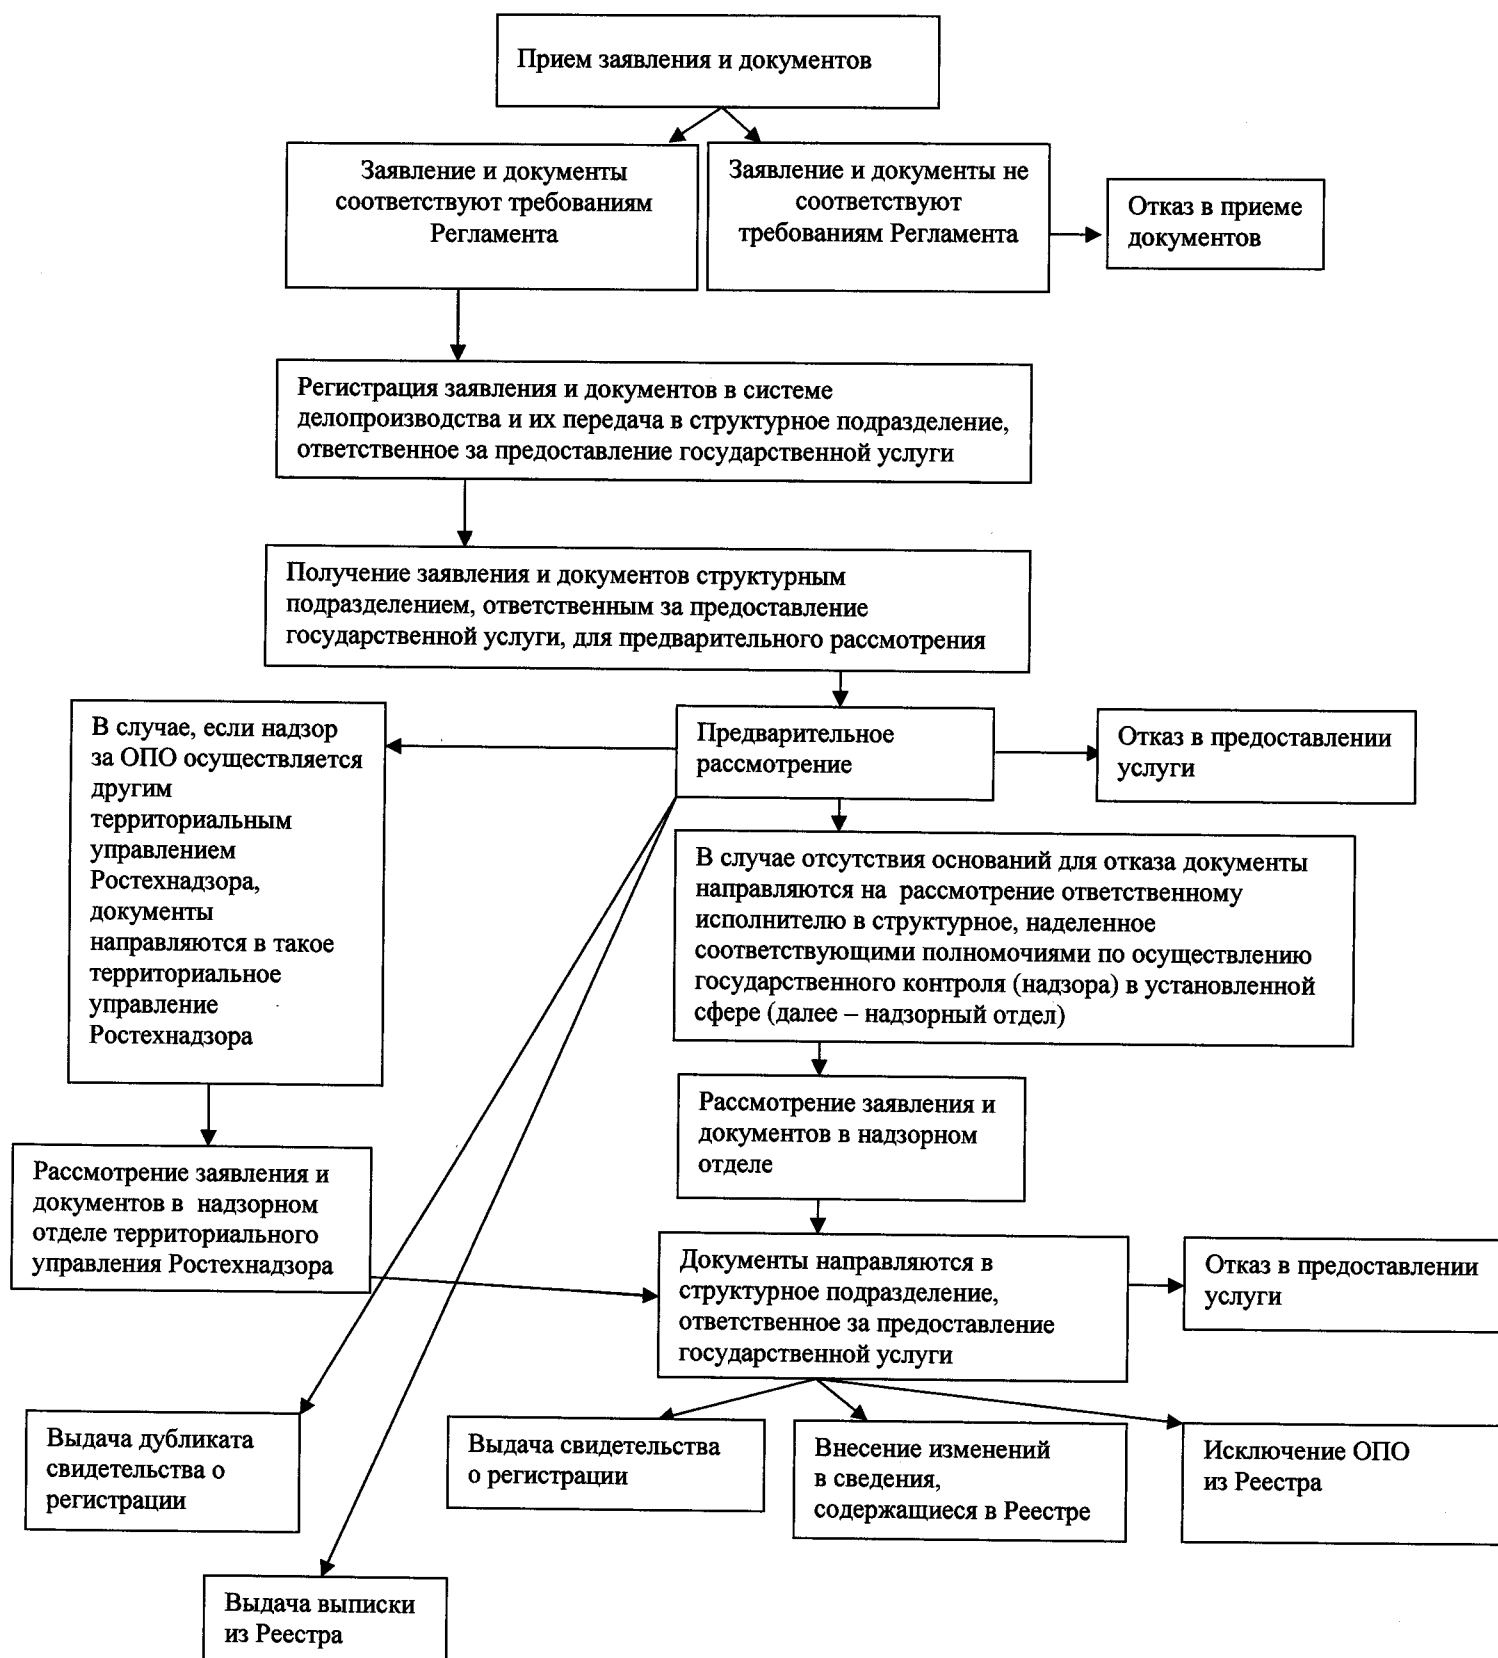 Прием заявления и документов
Заявление и документы
соответствуют требованиям
Регламента
Заявление и документы не
соответствуют
требованиям Регламента
Отказ в приеме
документов
Регистрация заявления и документов в системе
делопроизводства и их передача в структурное подразделение,
ответственное за предоставление государственной услуги
Получение заявления и документов структурным
подразделением, ответственным за предоставление
государственной услуги, для предварительного рассмотрения
В случае, если надзор
за ОПО осуществляется
другим
территориальным
управлением
Ростехнадзора,
документы
направляются в такое
территориальное
управление
Ростехнадзора
Предварительное
рассмотрение
Отказ в предоставлении
услуги
В случае отсутствия оснований для отказа документы
направляются на рассмотрение ответственному
исполнителю в структурное, наделенное
соответствующими полномочиями по осуществлению
государственного контроля (надзора) в установленной
сфере (далее – надзорный отдел)
Рассмотрение заявления и
документов в надзорном
отделе
Рассмотрение заявления и
документов в надзорном
отделе территориального
управления Ростехнадзора
Документы направляются в
структурное подразделение,
ответственное за предоставление
государственной услуги
Отказ в предоставлении
услуги
Выдача дубликата
свидетельства о
регистрации
Выдача свидетельства
о регистрации
Внесение изменений
в сведения,
содержащиеся в Реестре
Исключение ОПО
из Реестра
Выдача выписки
из Реестра